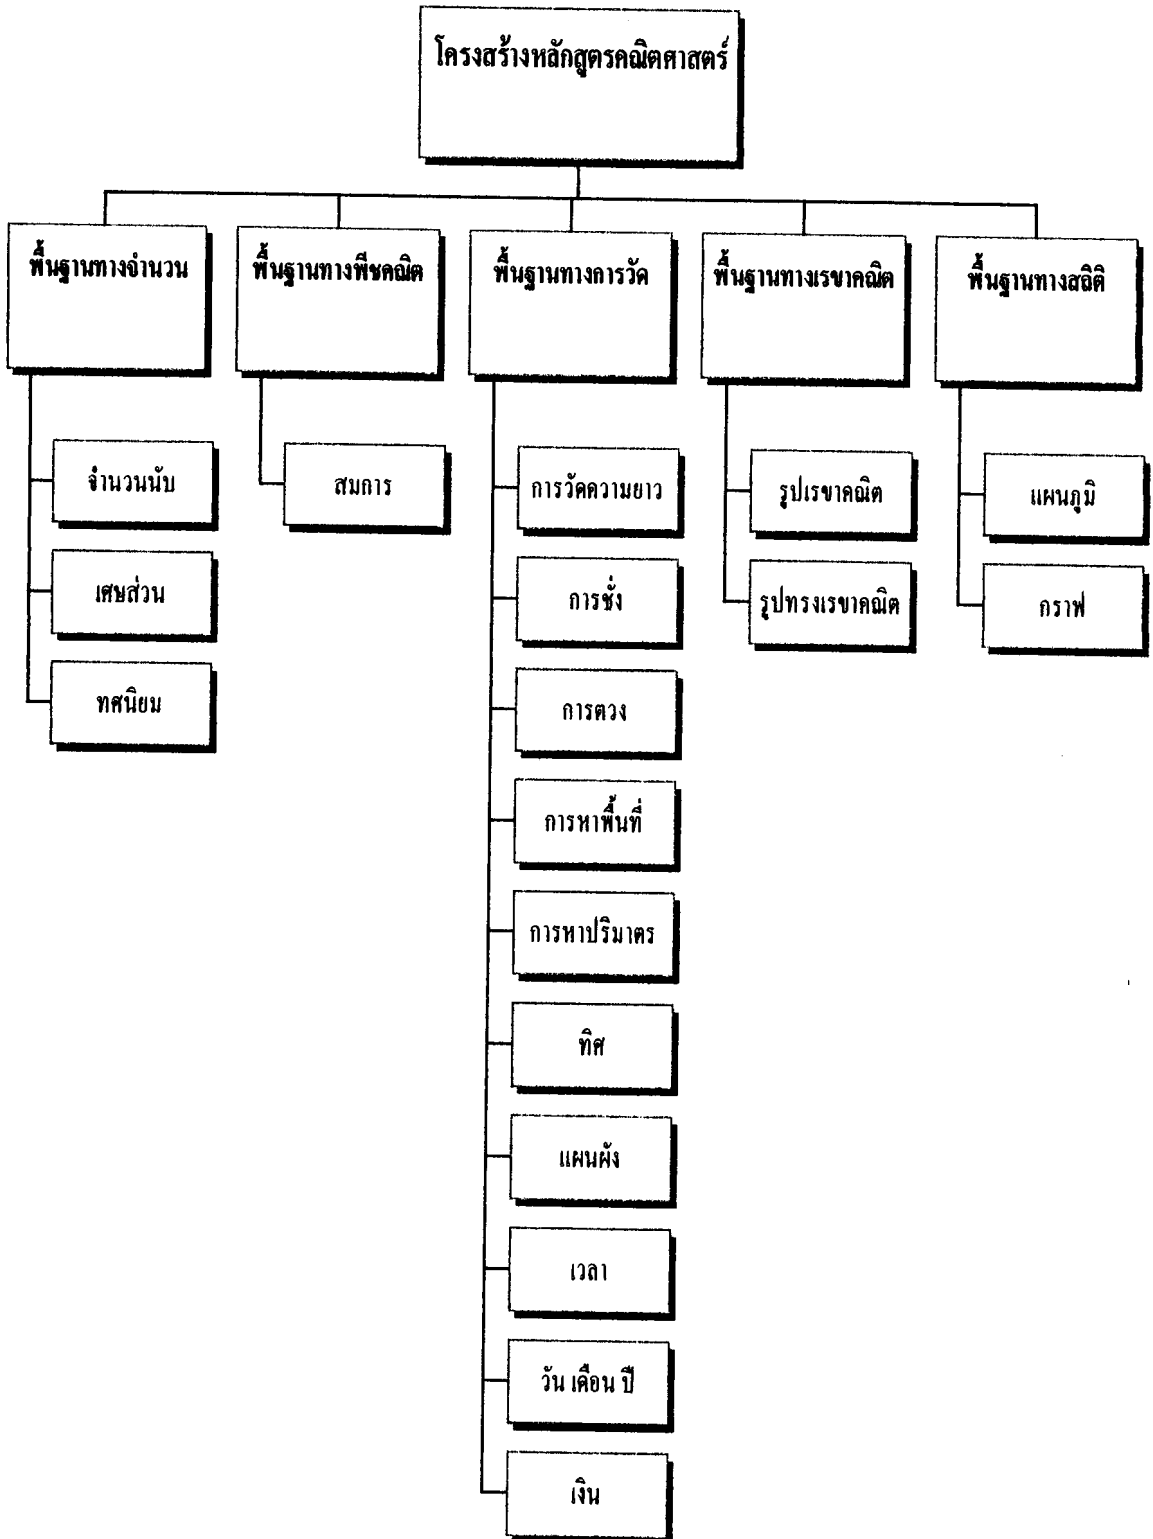 โครงสร้างหลักสูตรคณิตศาสตร์
พื้นฐานทางจำนวน
พื้นฐานทางพีชคณิต
พื้นฐานทางการวัด
พื้นฐานทางเรขาคณิต
พื้นฐานทางสถิติ
จำนวนนับ
เศษส่วน
ทศนิยม
สมการ
การวัดความยาว
การชั่ง
การตวง
การหาพื้นที่
การหาปริมาตร
ทิศ
แผนผัง
เวลา
วัน เดือน ปี
เงิน
รูปเรขาคณิต
รูปทรงเรขาคณิต
แผนภูมิ
กราฟ